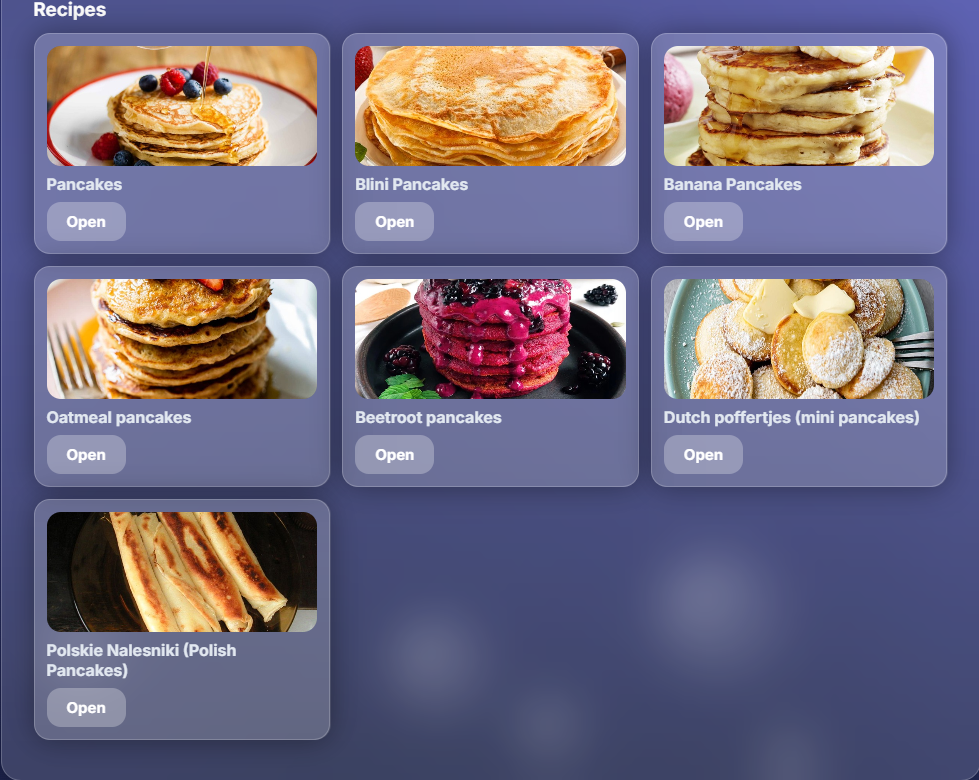 Recipes
Pancakes
Open
Blini Pancakes
Open
Banana Pancakes
Open
Oatmeal pancakes
Open
Beetroot pancakes
Open
Dutch poffertjes (mini pancakes)
Open
Polskie Nalesniki (Polish
Pancakes)
Open